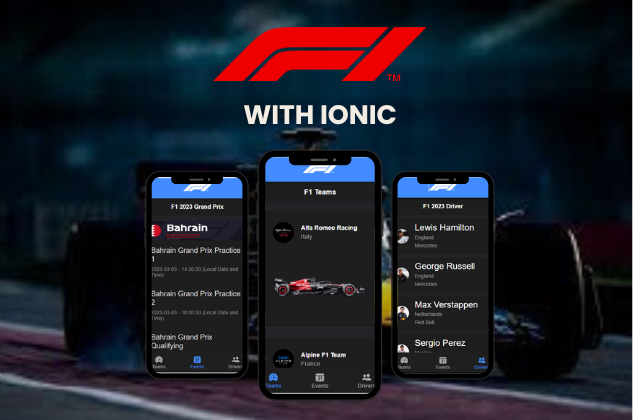 F1
TM
WITH IONIC
F1 2023 Grand Prix
Bahrain
Bahrain Grand Prix Practice
1
2023-03-03 - 14:30:00 (Local Date and
Time)
Bahrain Grand Prix Practice
2
2023-03-03 - 18:00:00 (Local Date and
Time)
Bahrain Grand Prix
Qualifying
Teams
Events
Drivers
F1 Teams
Alfa Romeo Racing
Italy
Alpine F1 Team
France
Teams
Events
Drivers
F1 2023 Driver
Lewis Hamilton
England
Mercedes
George Russell
England
Mercedes
Max Verstappen
Netherlands
Red Bull
Sergio Perez
Teams
Events
Drivers